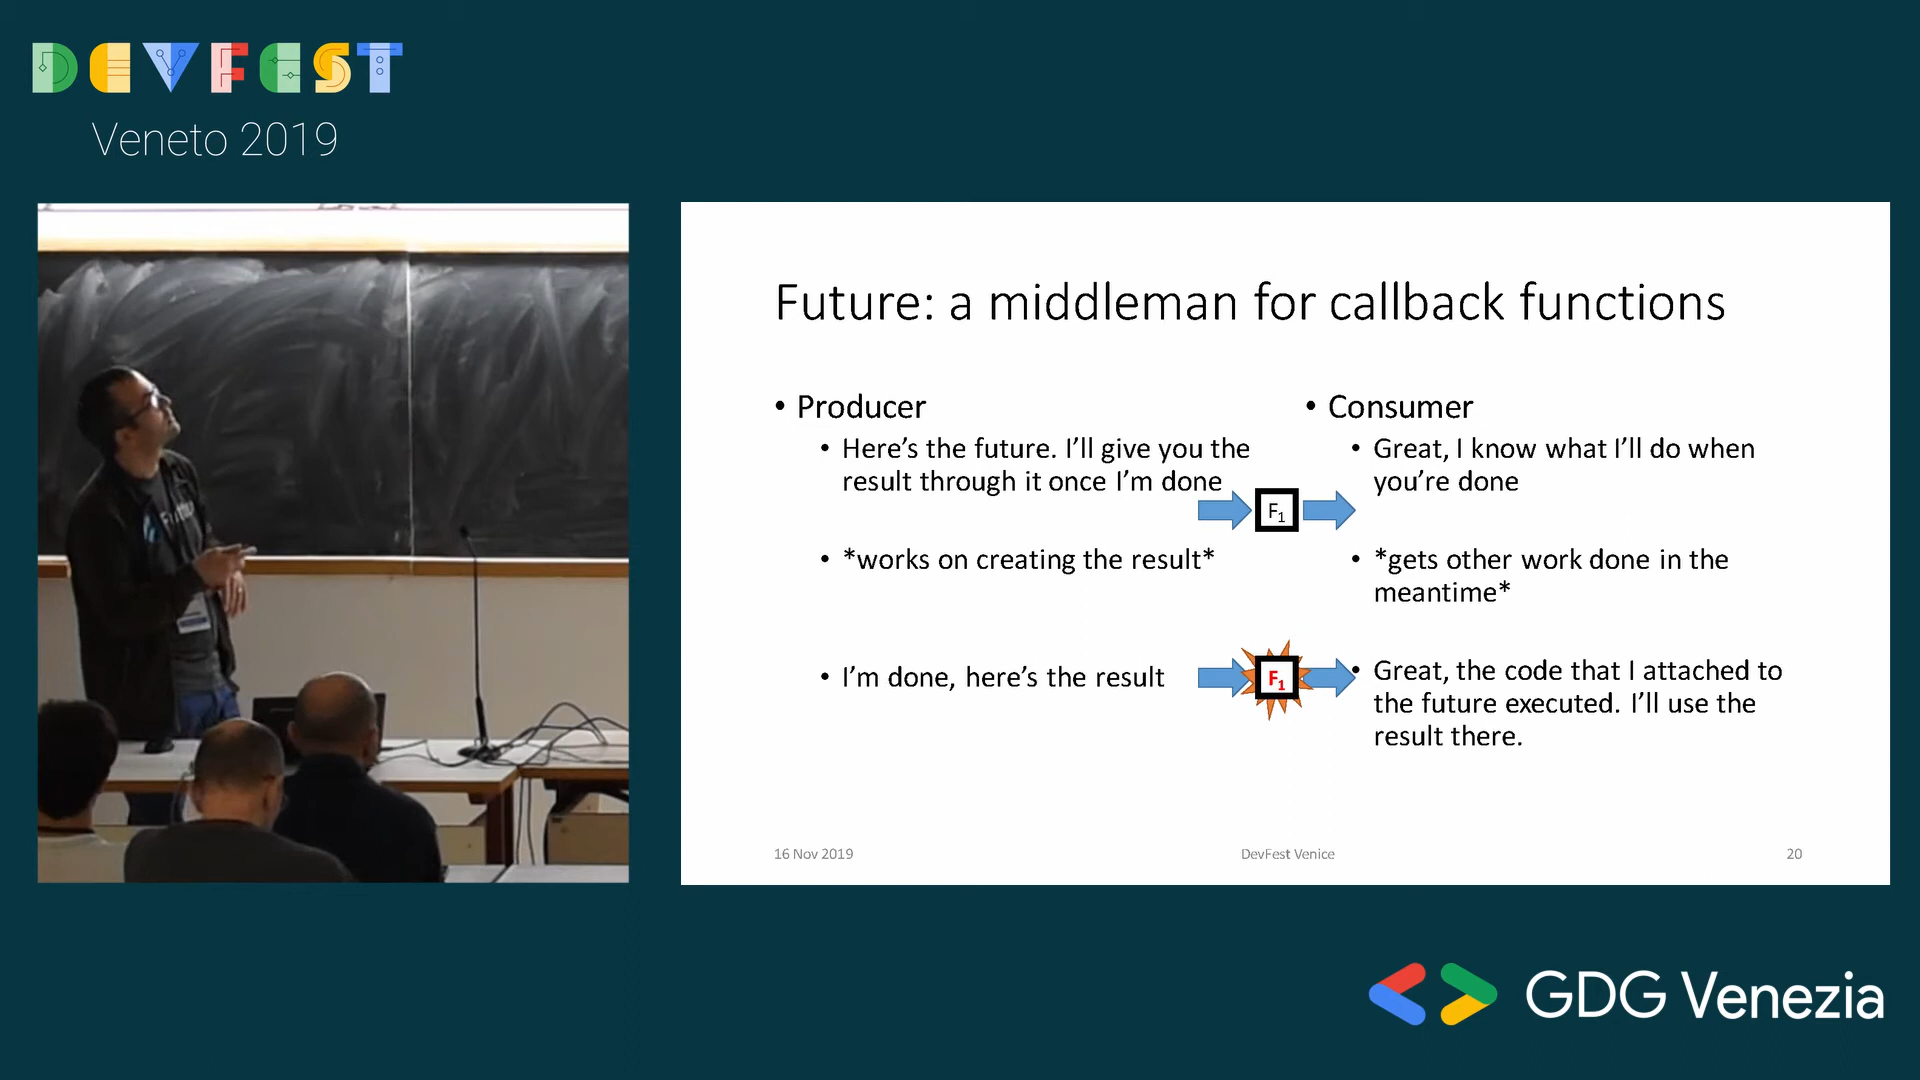 DEVFEST
Veneto 2019
Future: a middleman for callback functions
• Producer
• Here’s the future. I’ll give you the
result through it once I’m done
• *works on creating the result*
• I’m done, here’s the result
F1
F1
• Consumer
• Great, I know what I’ll do when
you’re done
• *gets other work done in the
meantime*
• Great, the code that I attached to
the future executed. I’ll use the
result there.
16 Nov 2019
DevFest Venice
20
GDG Venezia